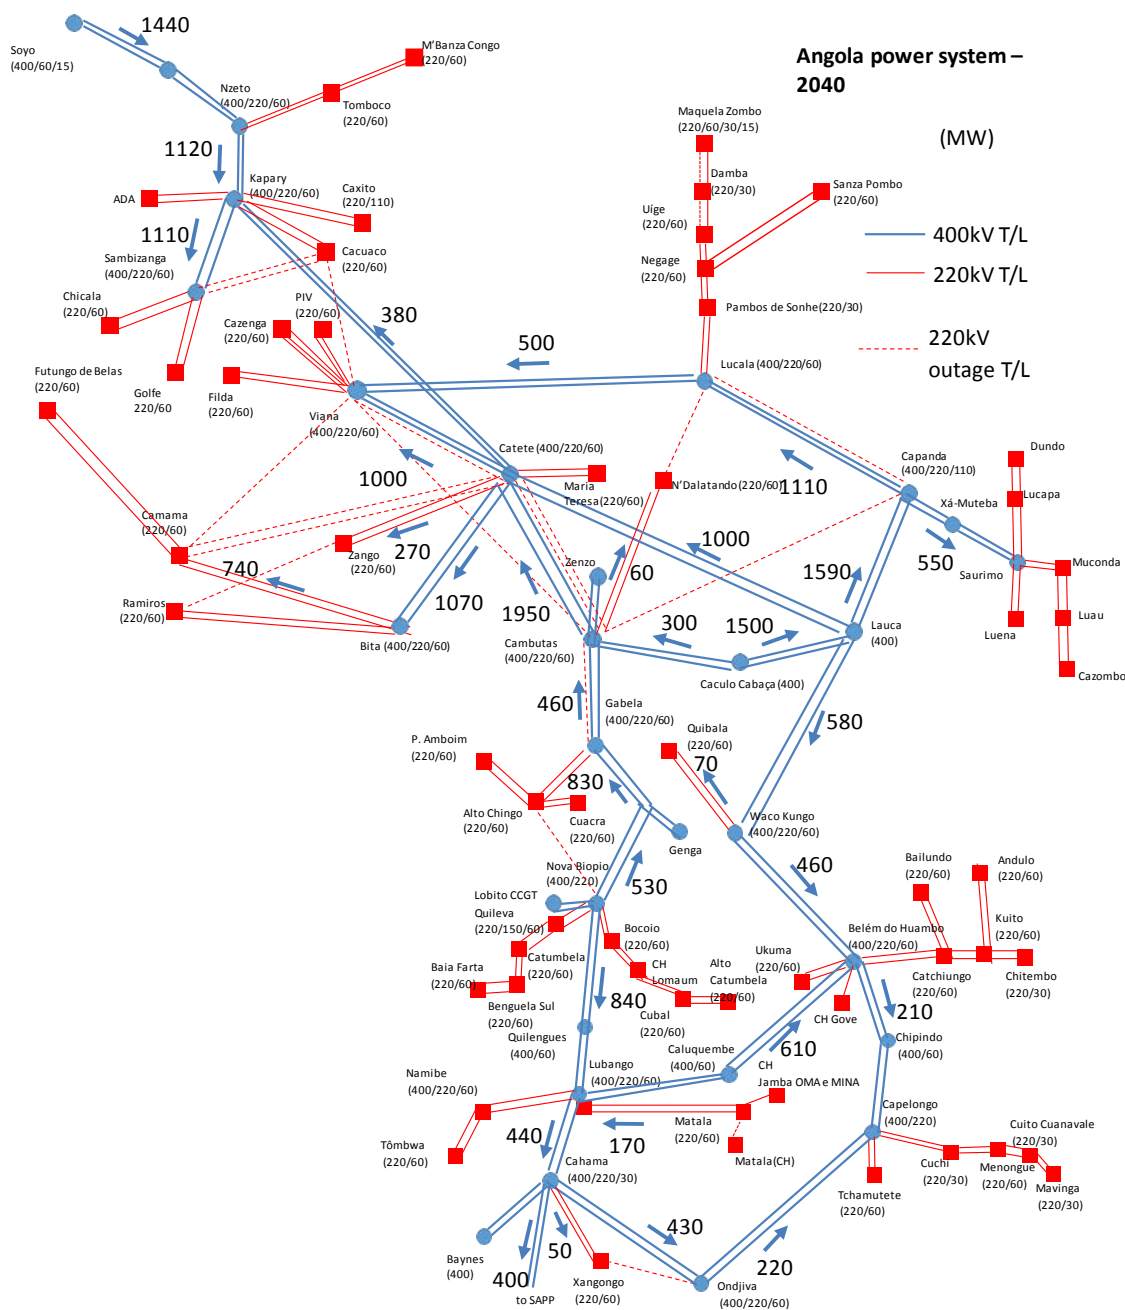 1440
Soyo
(400/60/15)
M'Banza Congo
(220/60)
Angola power system –
2040
(MW)
Nzeto
(400/220/60)
Tomboco
(220/60)
Maquela Zombo
(220/60/30/15)
1120
Kapary
(400/220/60)
Damba
(220/30)
Sanza Pombo
(220/60)
ADA
Caxito
(220/110)
Uíge
(220/60)
400kV T/L
1110
Sambizanga
(400/220/60)
Cacuaco
(220/60)
Negage
(220/60)
220kV T/L
Chicala
(220/60)
PIV
(220/60)
Pambos de Sonhe(220/30)
Cazenga
(220/60)
380
500
220kV
outage T/L
Futungo de Belas
(220/60)
Golfe
220/60
Filda
(220/60)
Lucala (400/220/60)
Viana
(400/220/60)
Catete (400/220/60)
Capanda
(400/220/110)
Dundo
1000
Maria
Teresa(220/60)
N'Dalatando(220/60)
1110
Xá-Muteba
Lucapa
Camama
(220/60)
Zango
(220/60)
270
1000
550
740
Zenzo
60
1590
Saurimo
Muconda
Ramiros
(220/60)
1070
1950
300
1500
Lauca
(400)
Luena
Luau
Bita (400/220/60)
Cambutas
(400/220/60)
Caculo Cabaça (400)
Cazombo
460
Gabela
(400/220/60)
580
P. Amboim
(220/60)
Quibala
(220/60)
70
830
Alto Chingo
(220/60)
Cuacra
(220/60)
Genga
Waco Kungo
(400/220/60)
Nova Biopio
(400/220)
530
460
Bailundo
(220/60)
Andulo
(220/60)
Lobito CCGT
Quileva
(220/150/60)
Catumbela
(220/60)
Bocoio
(220/60)
CH
Lomaum
Alto
Catumbela
(220/60)
Ukuma
(220/60)
Belém do Huambo
(400/220/60)
Kuito
(220/60)
Baia Farta
(220/60)
Benguela Sul
(220/60)
840
Cubal
(220/60)
CH Gove
Catchiungo
(220/60)
Chitembo
(220/30)
210
Quilengues
(400/60)
Caluquembe
(400/60)
610
Chipindo
(400/60)
Lubango
(400/220/60)
CH
Jamba OMA e MINA
Namibe
(400/220/60)
Matala
(220/60)
170
Capelongo
(400/220)
Cuito Cuanavale
(220/30)
440
Tômbwa
(220/60)
Matala(CH)
Cahama
(400/220/30)
Tchamutete
(220/60)
Cuchi
(220/30)
Menongue
(220/60)
Mavinga
(220/30)
430
Baynes
(400)
50
220
400
to SAPP
Xangongo
(220/60)
Ondjiva
(400/220/60)